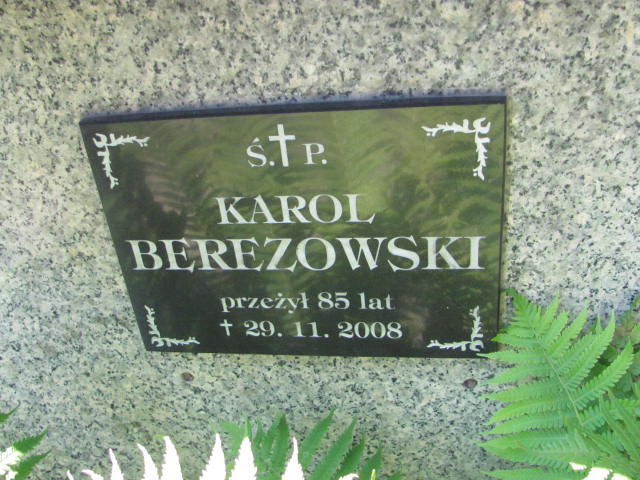 Ś.†P.
KAROL
BEREZOWSKI
przeżył 85 lat
† 29. 11. 2008